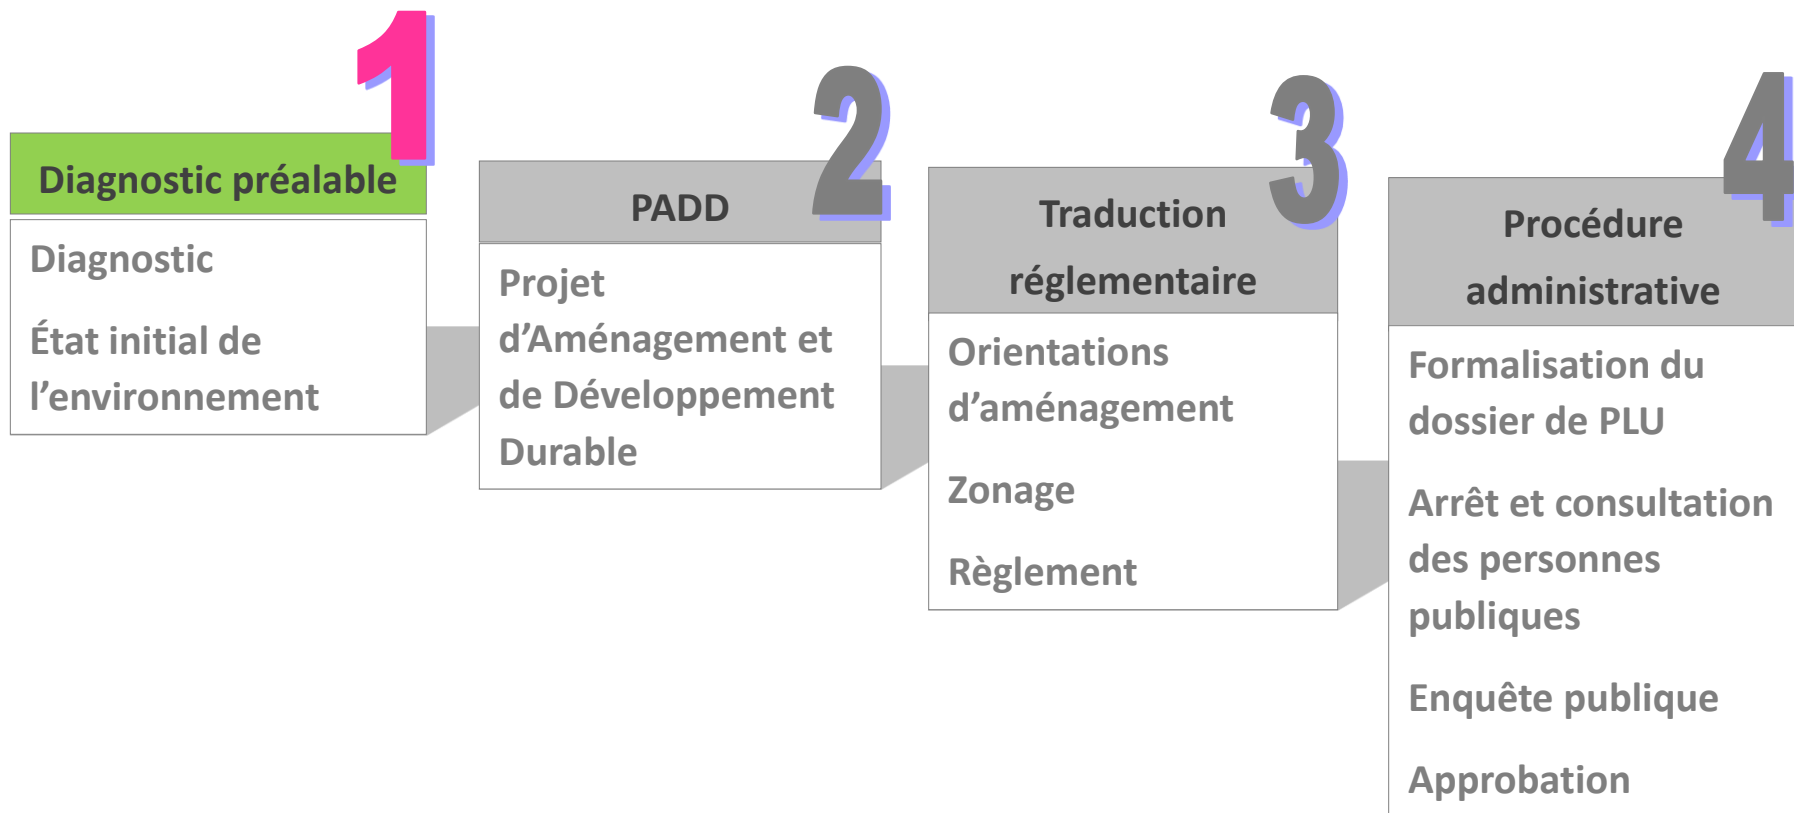 1
Diagnostic préalable
Diagnostic
État initial de
l’environnement
2
PADD
Projet
d’Aménagement et
de Développement
Durable
3
Traduction
réglementaire
Orientations
d’aménagement
Zonage
Règlement
4
Procédure
administrative
Formalisation du
dossier de PLU
Arrêt et consultation
des personnes
publiques
Enquête publique
Approbation